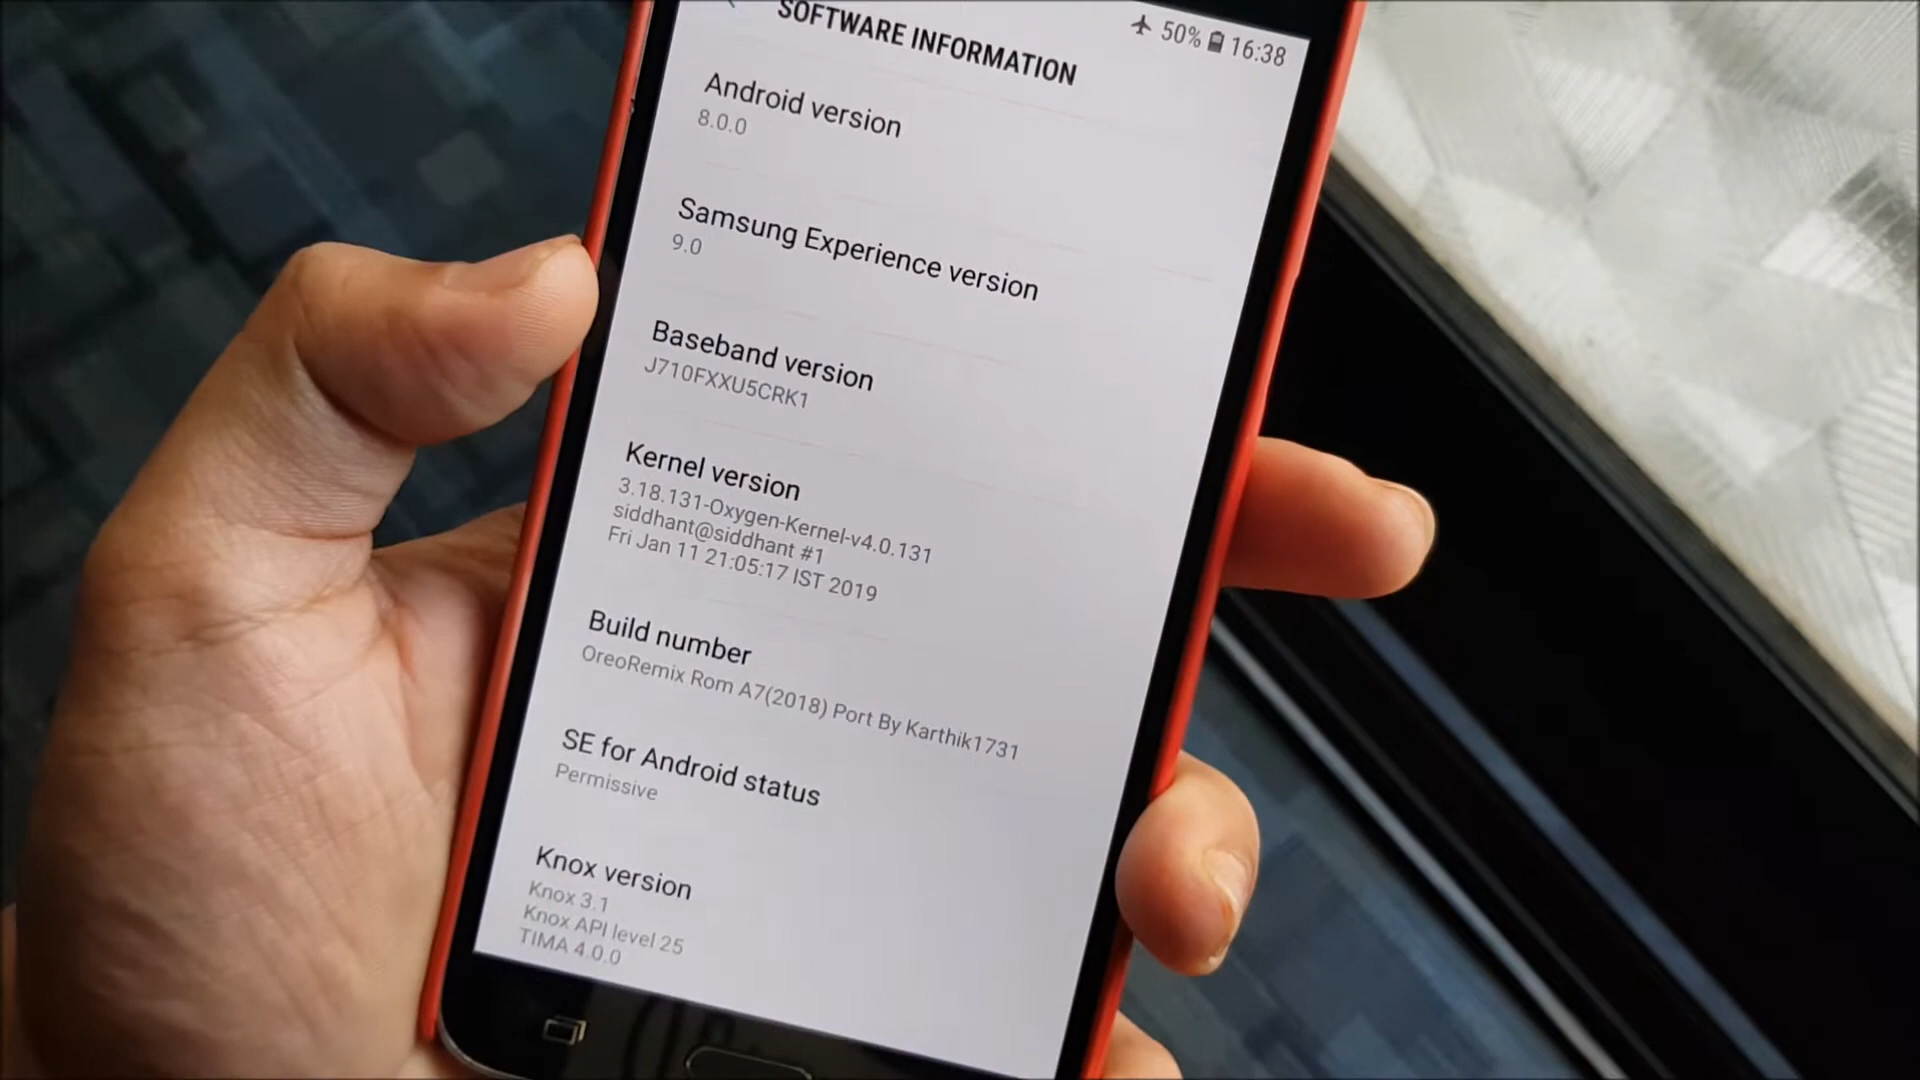 50% 16:38
SOFTWARE INFORMATION
Android version
8.0.0
Samsung Experience version
9.0
Baseband version
J710FXXU5CRK1
Kernel version
3.18.131-Oxygen-Kernel-v4.0.131
siddhant@siddhant #1
Fri Jan 11 21:05:17 IST 2019
Build number
OreoRemix Rom A7(2018) Port By Karthik1731
SE for Android status
Permissive
Knox version
Knox 3.1
Knox API level 25
TIMA 4.0.0